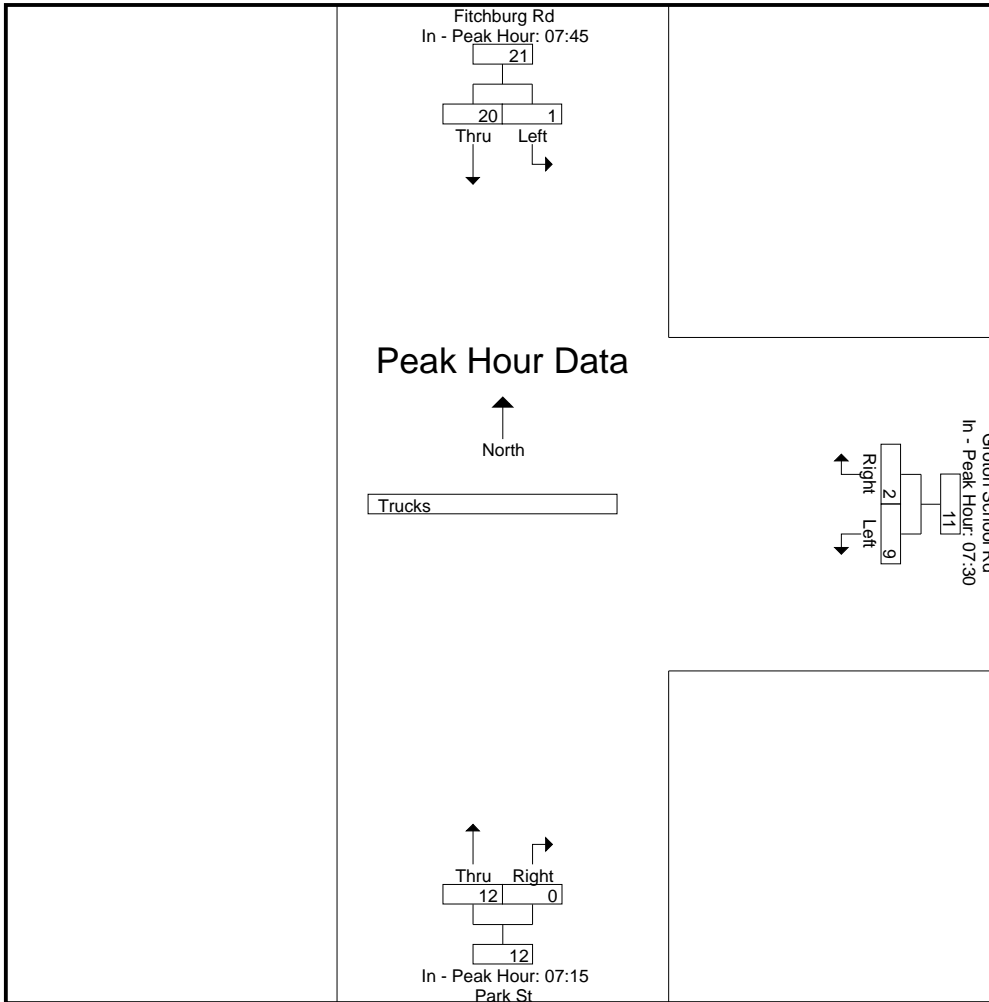 Fitchburg Rd
In - Peak Hour: 07:45
21
20 1
Thru Left
Peak Hour Data
North
Trucks
In - Peak Hour: 07:30
11
Right Left
2 9
Thru Right
12 0
12
In - Peak Hour: 07:15
Park St